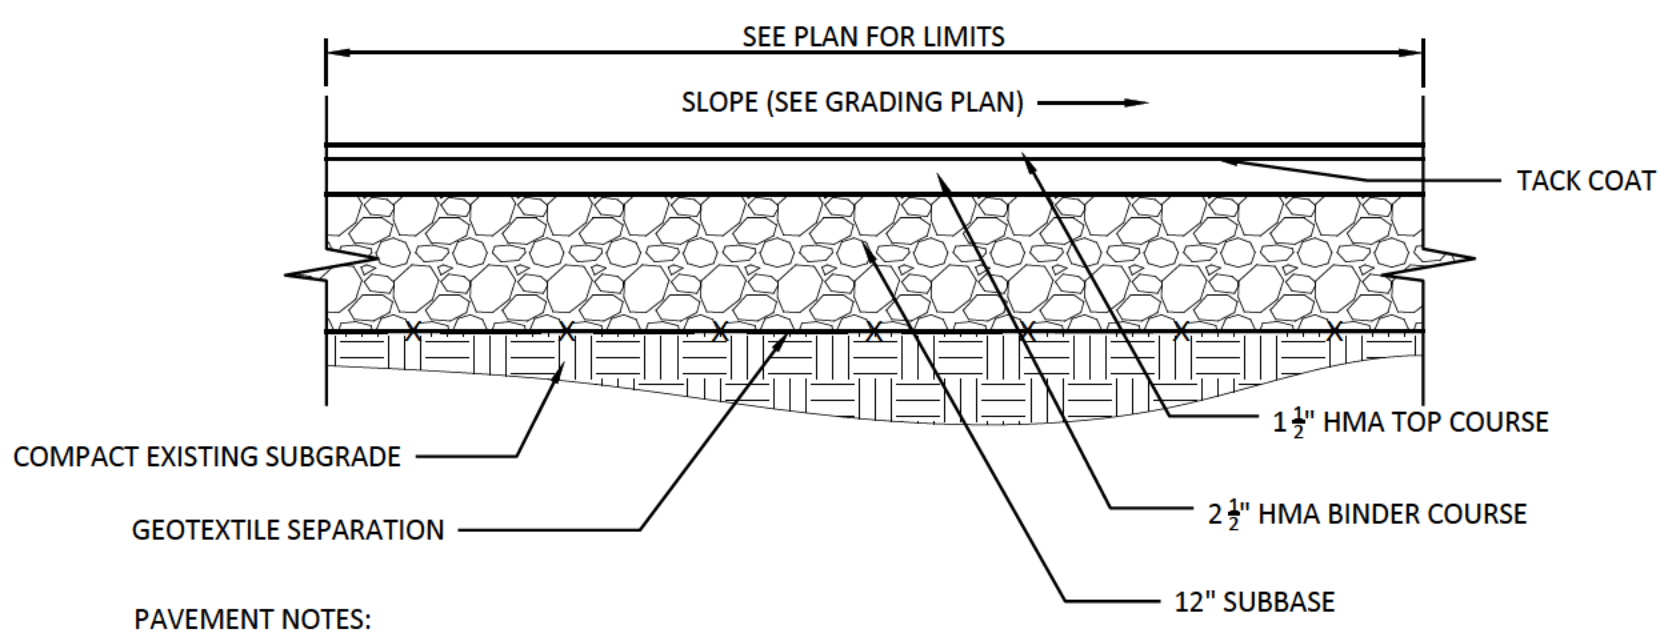 SEE PLAN FOR LIMITS
SLOPE (SEE GRADING PLAN)
TACK COAT
X X X X X X X
1 1/2" HMA TOP COURSE
COMPACT EXISTING SUBGRADE
2 1/2" HMA BINDER COURSE
GEOTEXTILE SEPARATION
12" SUBBASE
PAVEMENT NOTES: